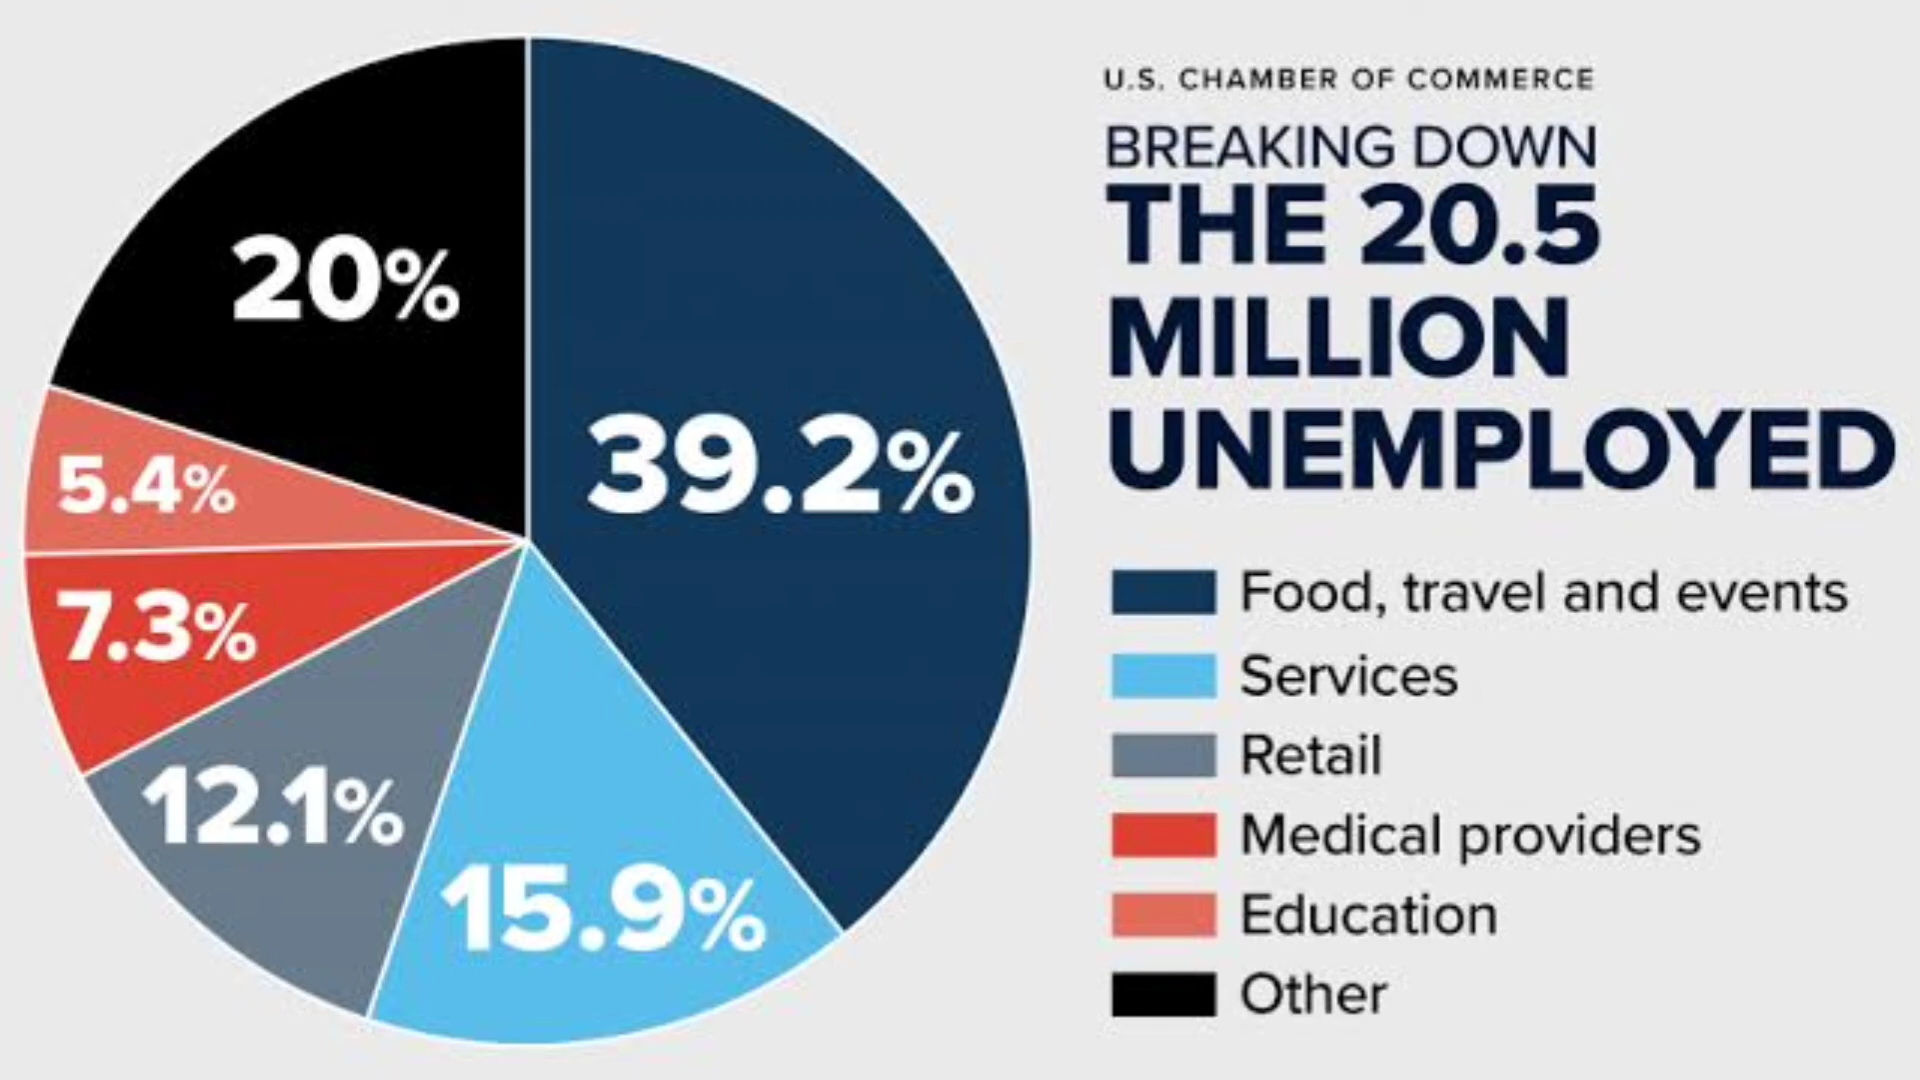 U.S. CHAMBER OF COMMERCE
BREAKING DOWN
THE 20.5
MILLION
UNEMPLOYED
20%
39.2%
5.4%
7.3%
12.1%
15.9%
Food, travel and events
Services
Retail
Medical providers
Education
Other